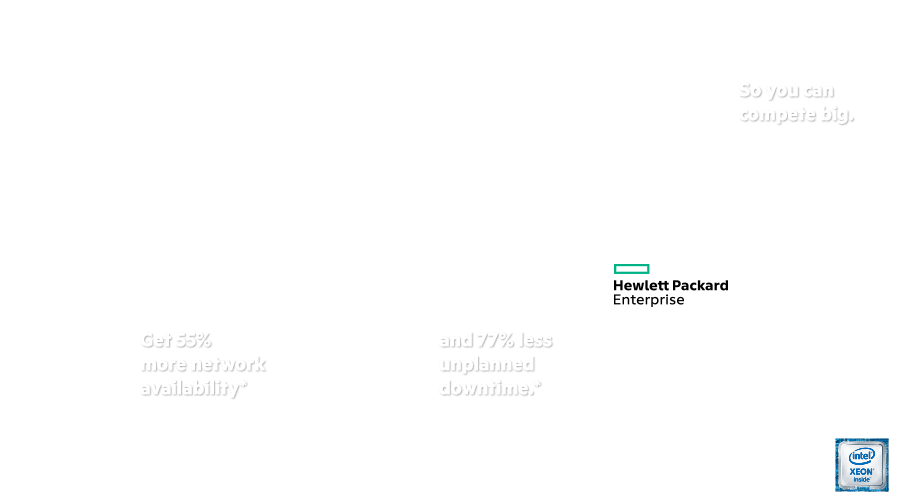 Get 55%
more network
availability*
and 77% less
unplanned
downtime,*
So you can
compete big.
Hewlett Packard
Enterprise
intel
XEON®
inside™